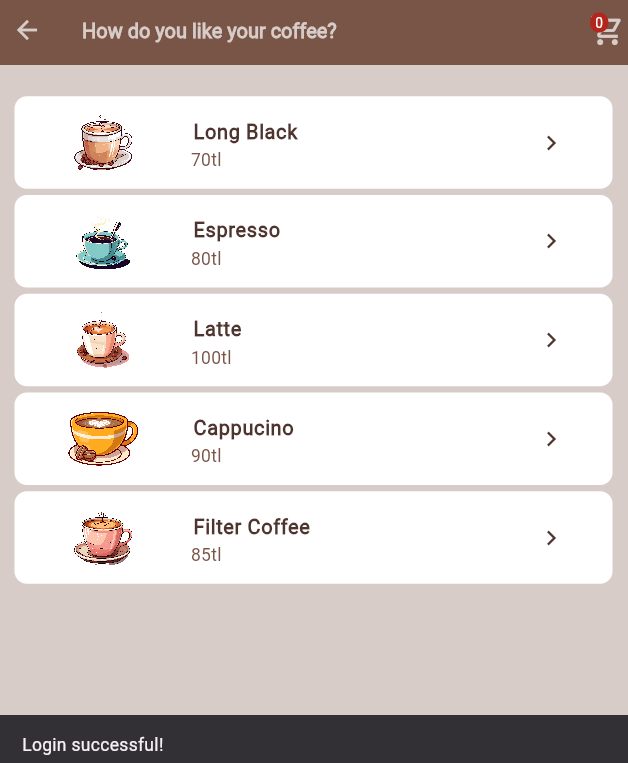 How do you like your coffee?
0
Long Black
70tl
Espresso
80tl
Latte
100tl
Cappucino
90tl
Filter Coffee
85tl
Login successful!